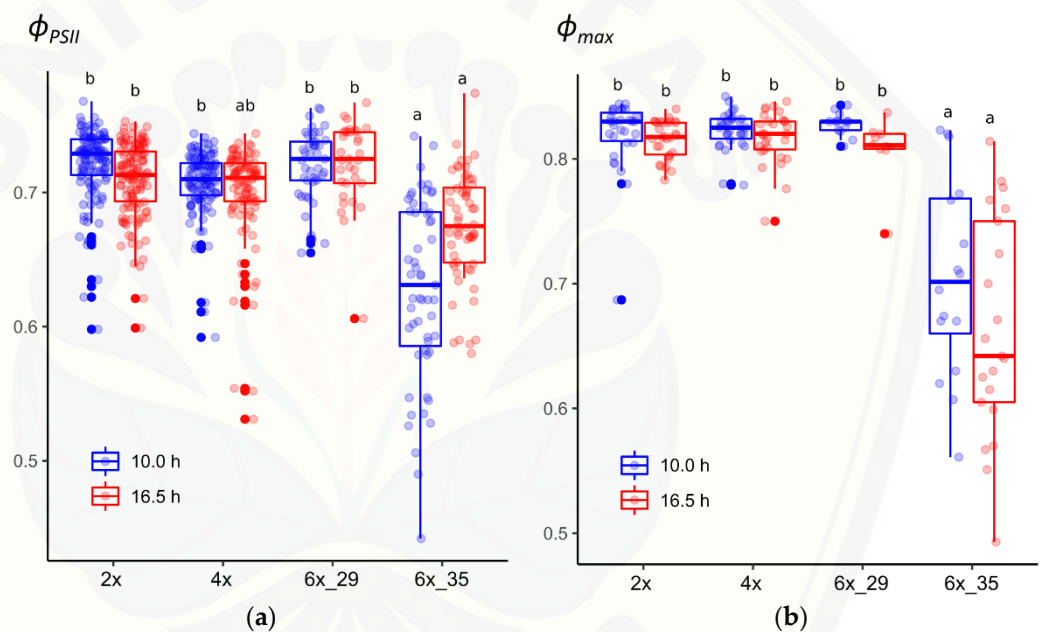 ϕPSII
b b b ab b b a a
0.7
0.6
0.5
10.0 h
16.5 h
2x 4x 6x_29 6x_35
(a)
ϕmax
b b b b b b a a
0.8
0.7
0.6
0.5
10.0 h
16.5 h
2x 4x 6x_29 6x_35
(b)